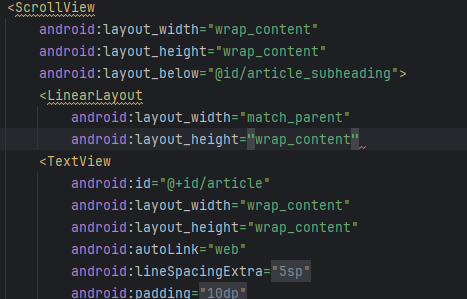 <ScrollView
android:layout_width="wrap_content"
android:layout_height="wrap_content"
android:layout_below="@id/article_subheading">
<LinearLayout
android:layout_width="match_parent"
android:layout_height="wrap_content"
<TextView
android:id="@+id/article"
android:layout_width="wrap_content"
android:layout_height="wrap_content"
android:autoLink="web"
android:lineSpacingExtra="5sp"
android:padding="10dp"